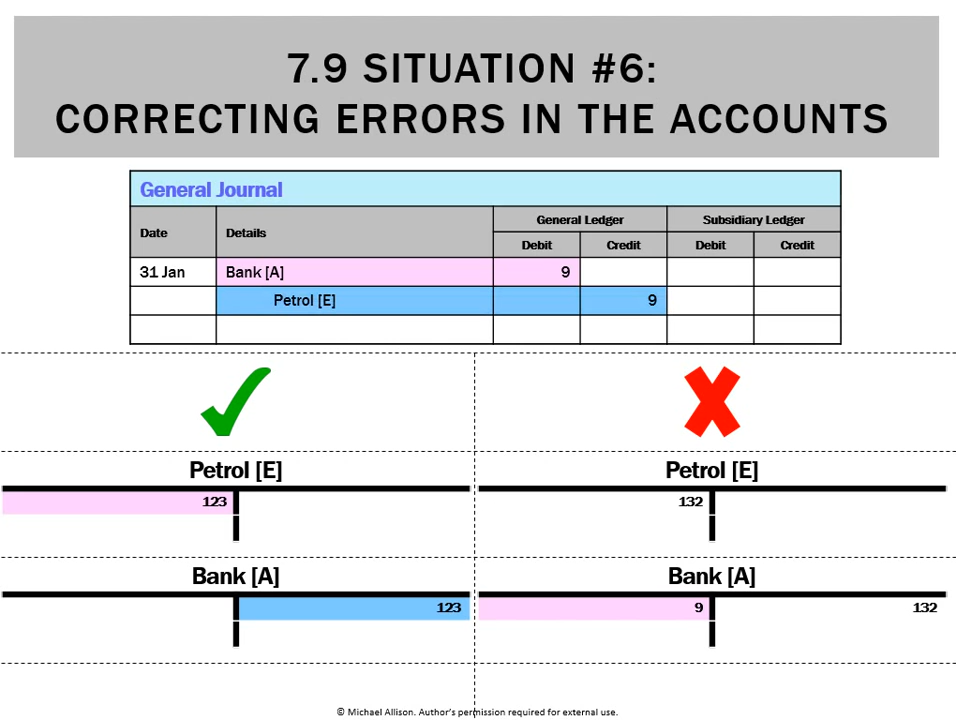 7.9 SITUATION #6:
CORRECTING ERRORS IN THE ACCOUNTS
General Journal
Date Details General Ledger Subsidiary Ledger
Debit Credit Debit Credit
31 Jan Bank [A] 9
Petrol [E] 9
Petrol [E] Petrol [E]
123 132
Bank [A] Bank [A]
123 9 132
© Michael Allison. Author's permission required for external use.